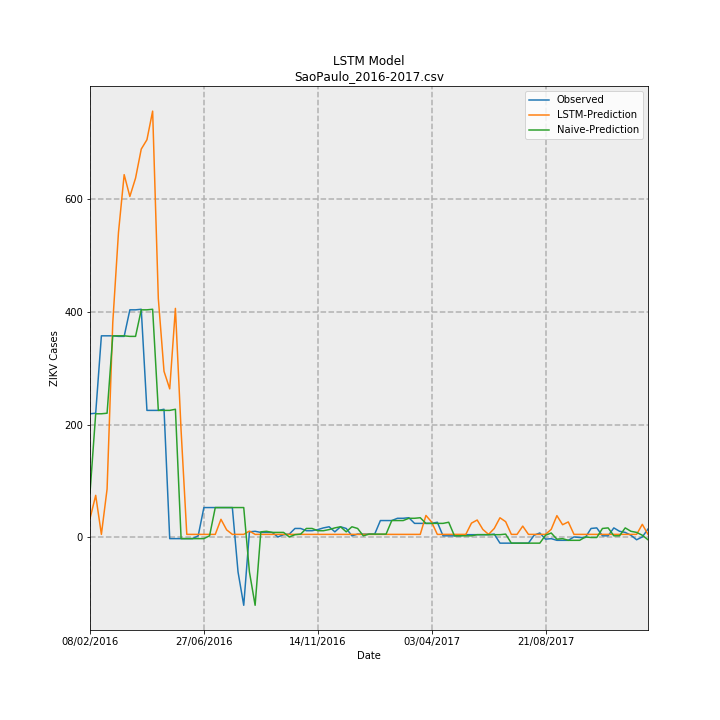 LSTM Model
SaoPaulo_2016-2017.csv
Observed
LSTM-Prediction
Naive-Prediction
ZIKV Cases
600
400
200
0
08/02/2016 27/06/2016 14/11/2016 03/04/2017 21/08/2017
Date